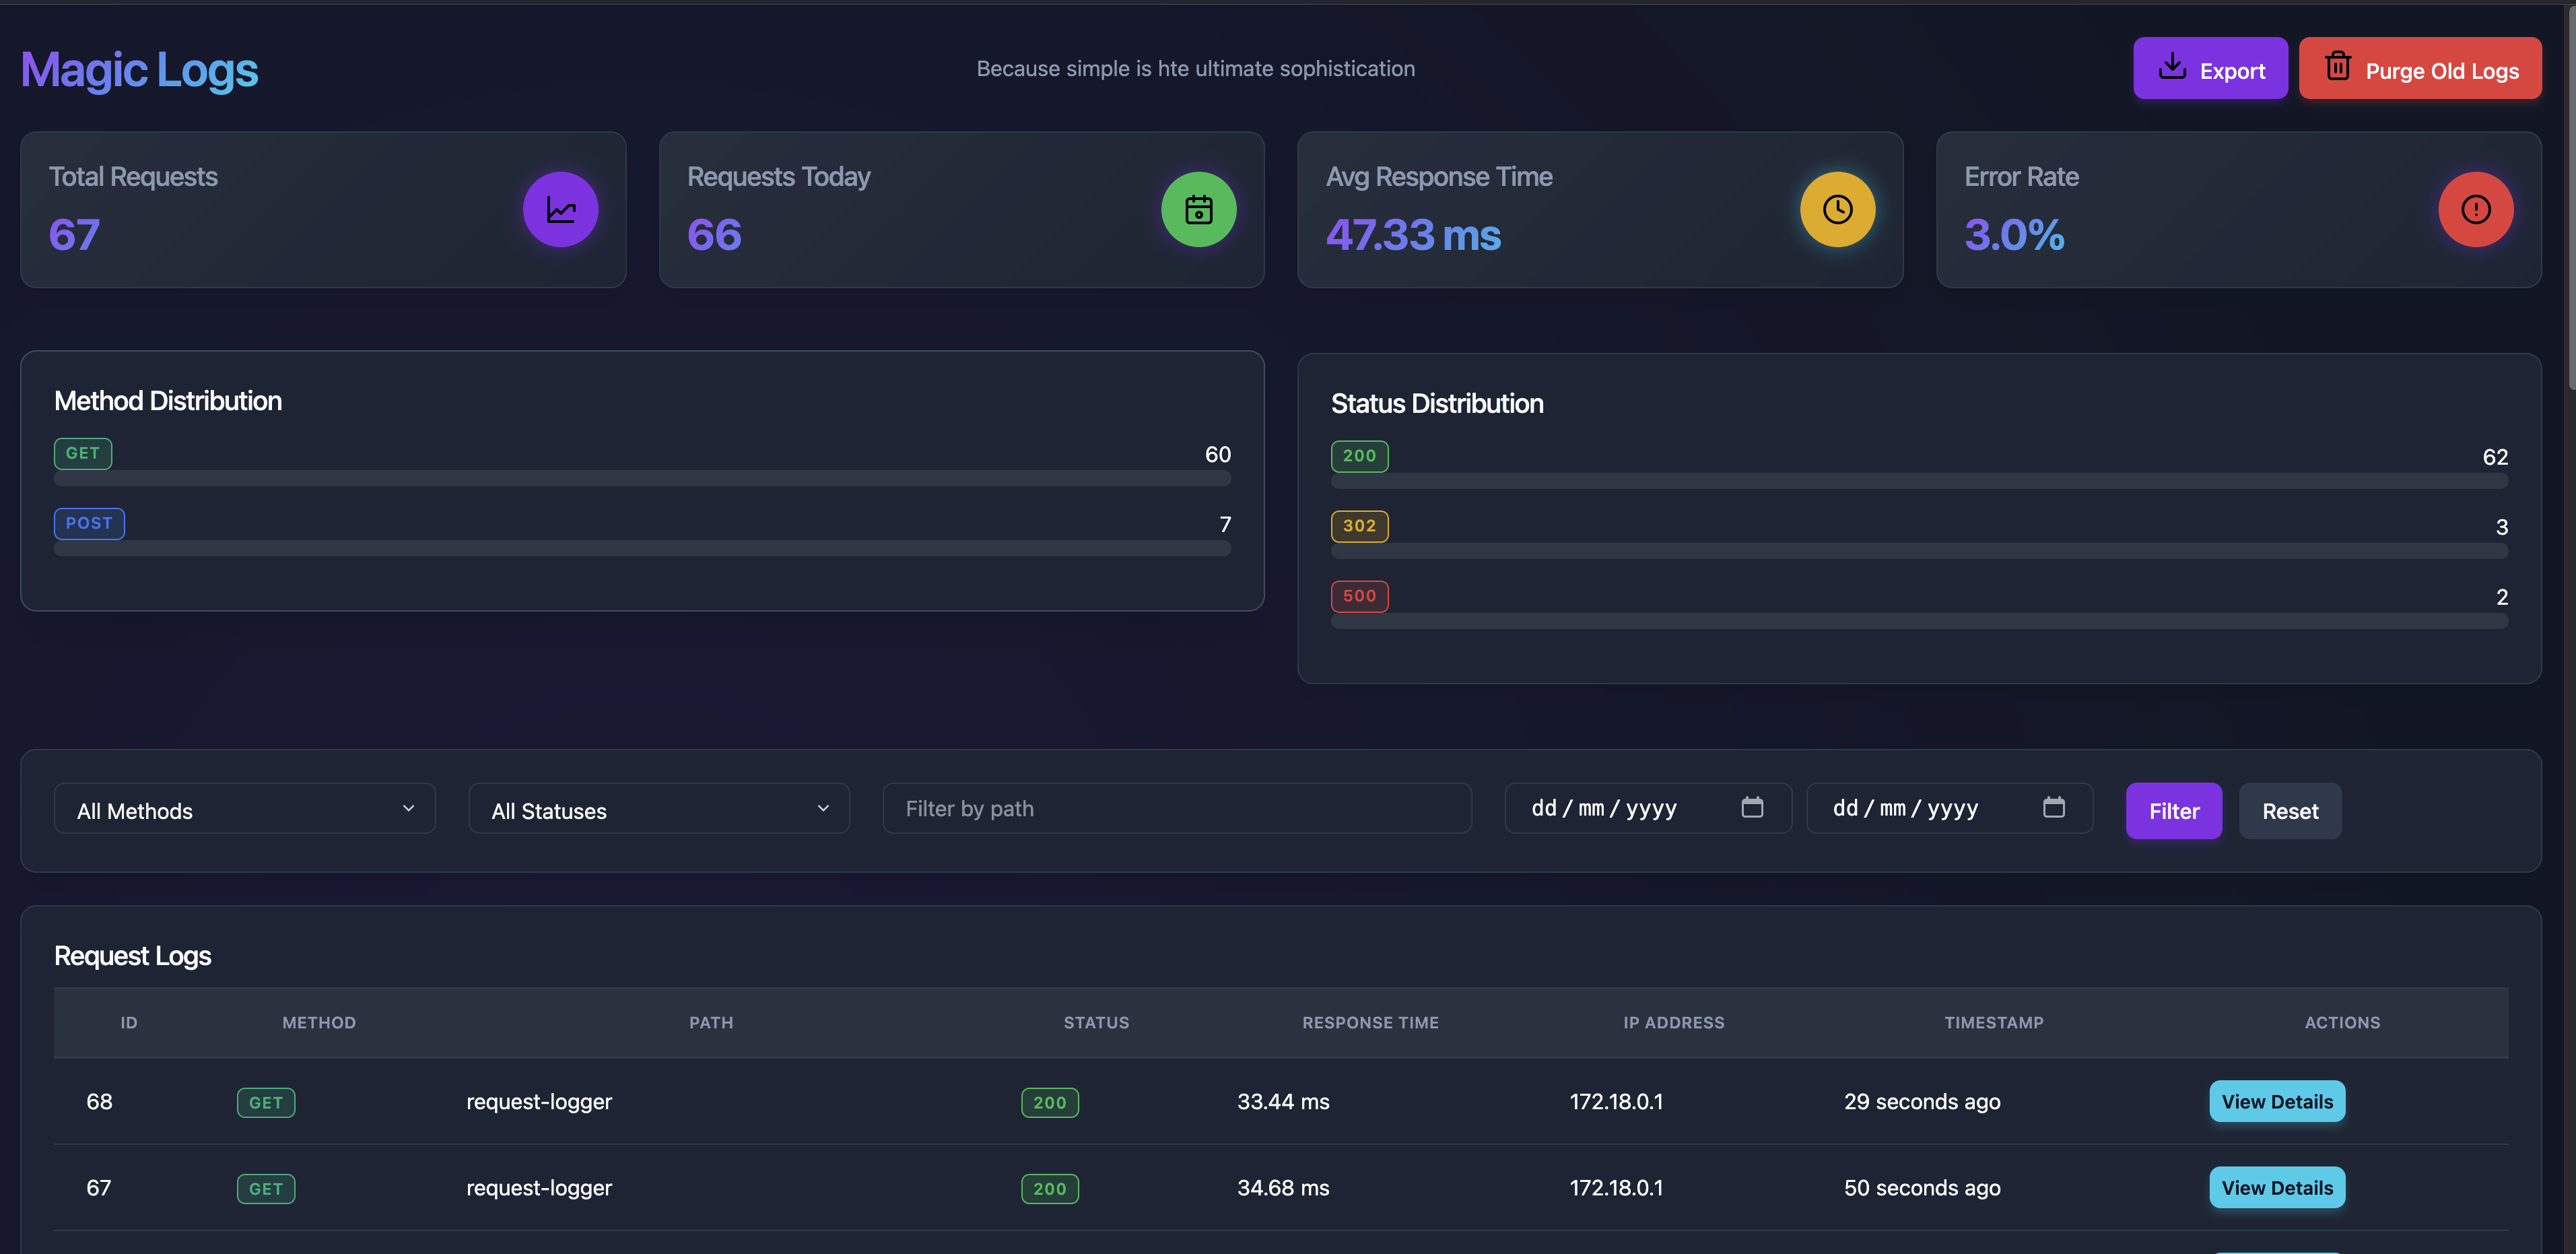 Magic Logs
Because simple is hte ultimate sophistication
Export
Purge Old Logs
Total Requests
67
Requests Today
66
Avg Response Time
47.33 ms
Error Rate
3.0%
Method Distribution
GET 60
POST 7
Status Distribution
200 62
302 3
500 2
All Methods
All Statuses
Filter by path
dd/mm/yyyy
dd/mm/yyyy
Filter
Reset
Request Logs
ID METHOD PATH STATUS RESPONSE TIME IP ADDRESS TIMESTAMP ACTIONS
68 GET request-logger 200 33.44 ms 172.18.0.1 29 seconds ago View Details
67 GET request-logger 200 34.68 ms 172.18.0.1 50 seconds ago View Details